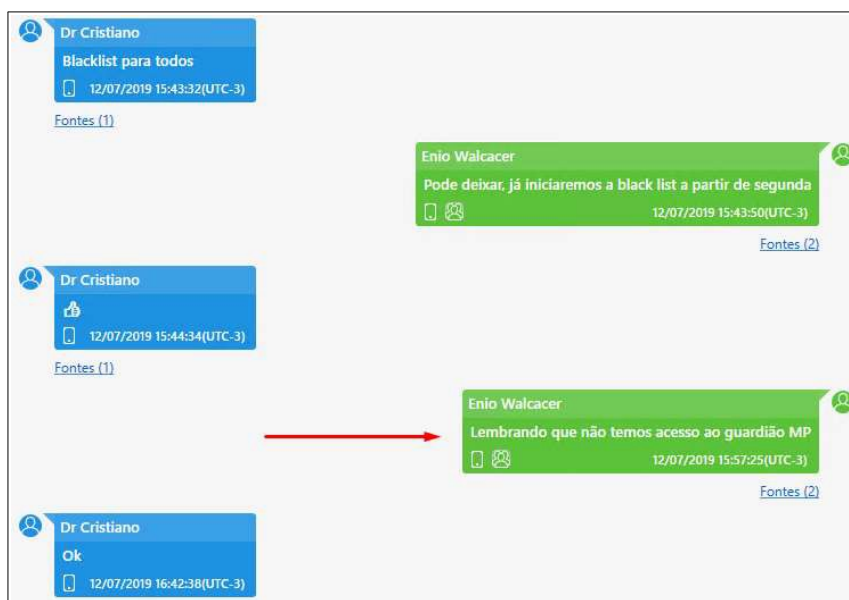 Dr Cristiano
Blacklist para todos
12/07/2019 15:43:32(UTC-3)
Fontes (1)
Enio Walcacer
Pode deixar, já iniciaremos a black list a partir de segunda
12/07/2019 15:43:50(UTC-3)
Fontes (2)
Dr Cristiano
12/07/2019 15:44:34(UTC-3)
Fontes (1)
Enio Walcacer
Lembrando que não temos acesso ao guardião MP
12/07/2019 15:57:25(UTC-3)
Fontes (2)
Dr Cristiano
Ok
12/07/2019 16:42:38(UTC-3)